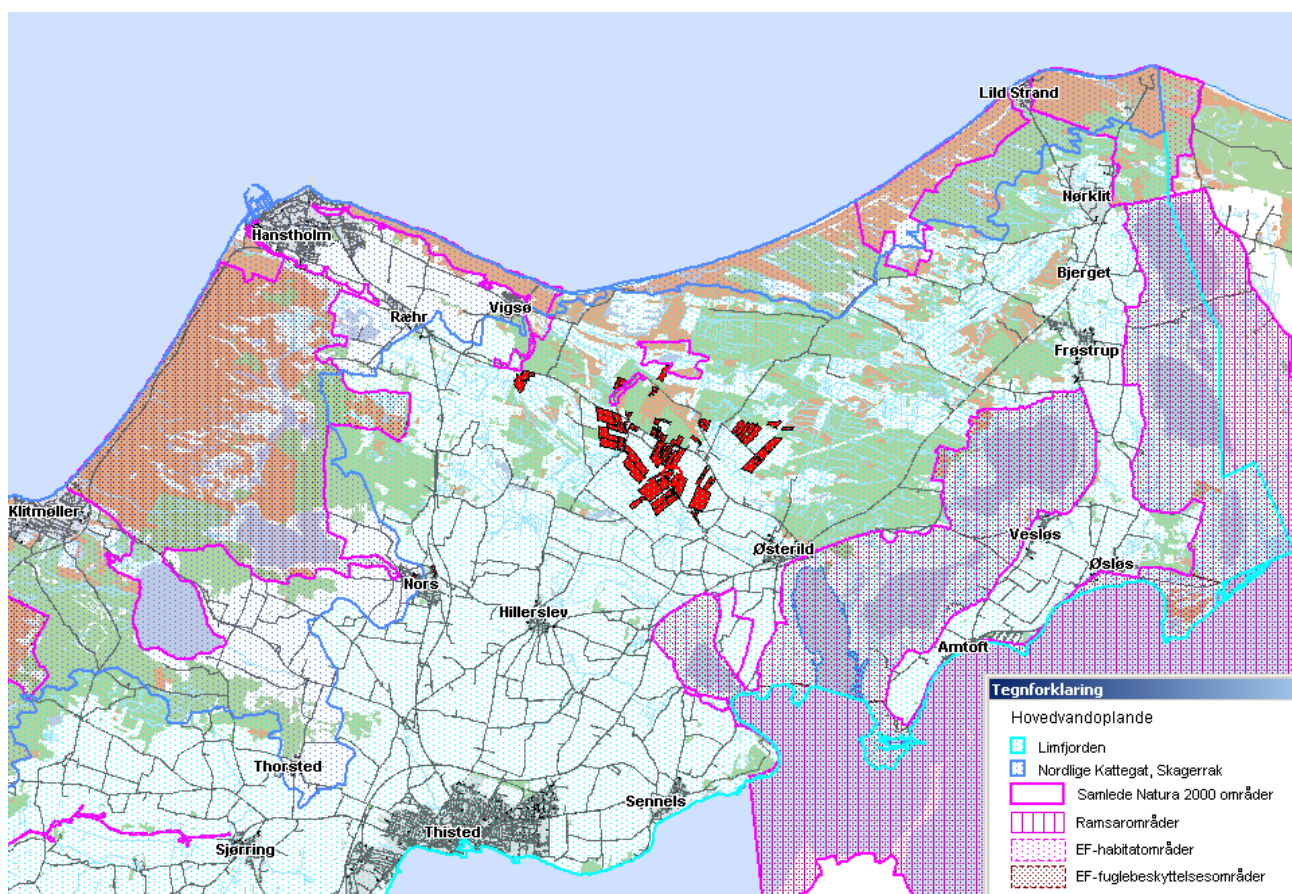 Lild Strand
Nørklit
Hanstholm
Bjerget
Vigsø
Ræhr
Frøstrup
Klitmøller
Vesløs
Østerild
Øsløs
Nors
Hillerslev
Arntoft
Tegnforklaring
Hovedvandoplande
Limfjorden
Nordlige Kattegat, Skagerrak
Samlede Natura 2000 områder
Ramsarområder
EF-habitatområder
EF-fuglebeskyttelsesområder
Thorsted
Sennels
Thisted
Sjørring